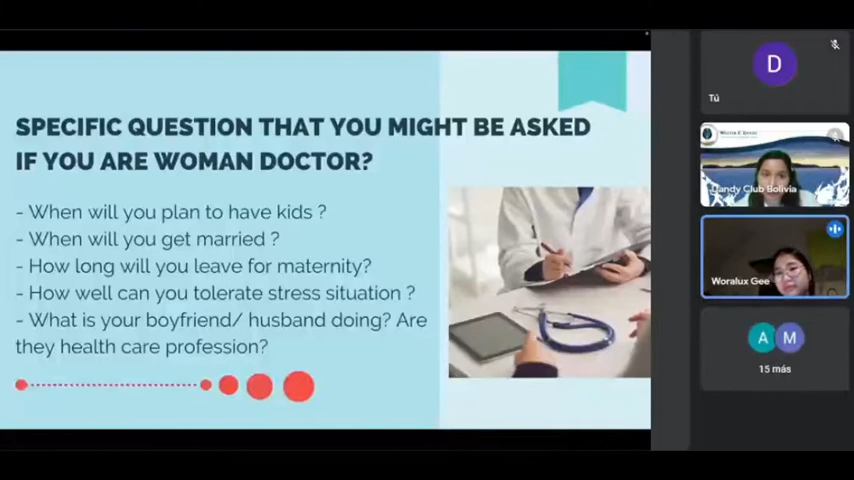 SPECIFIC QUESTION THAT YOU MIGHT BE ASKED
IF YOU ARE WOMAN DOCTOR?
- When will you plan to have kids ?
- When will you get married ?
- How long will you leave for maternity?
- How well can you tolerate stress situation ?
- What is your boyfriend/ husband doing? Are
they health care profession?
D
Tú
Dandy Club Bolivia
Woralux Gee
A M
15 más